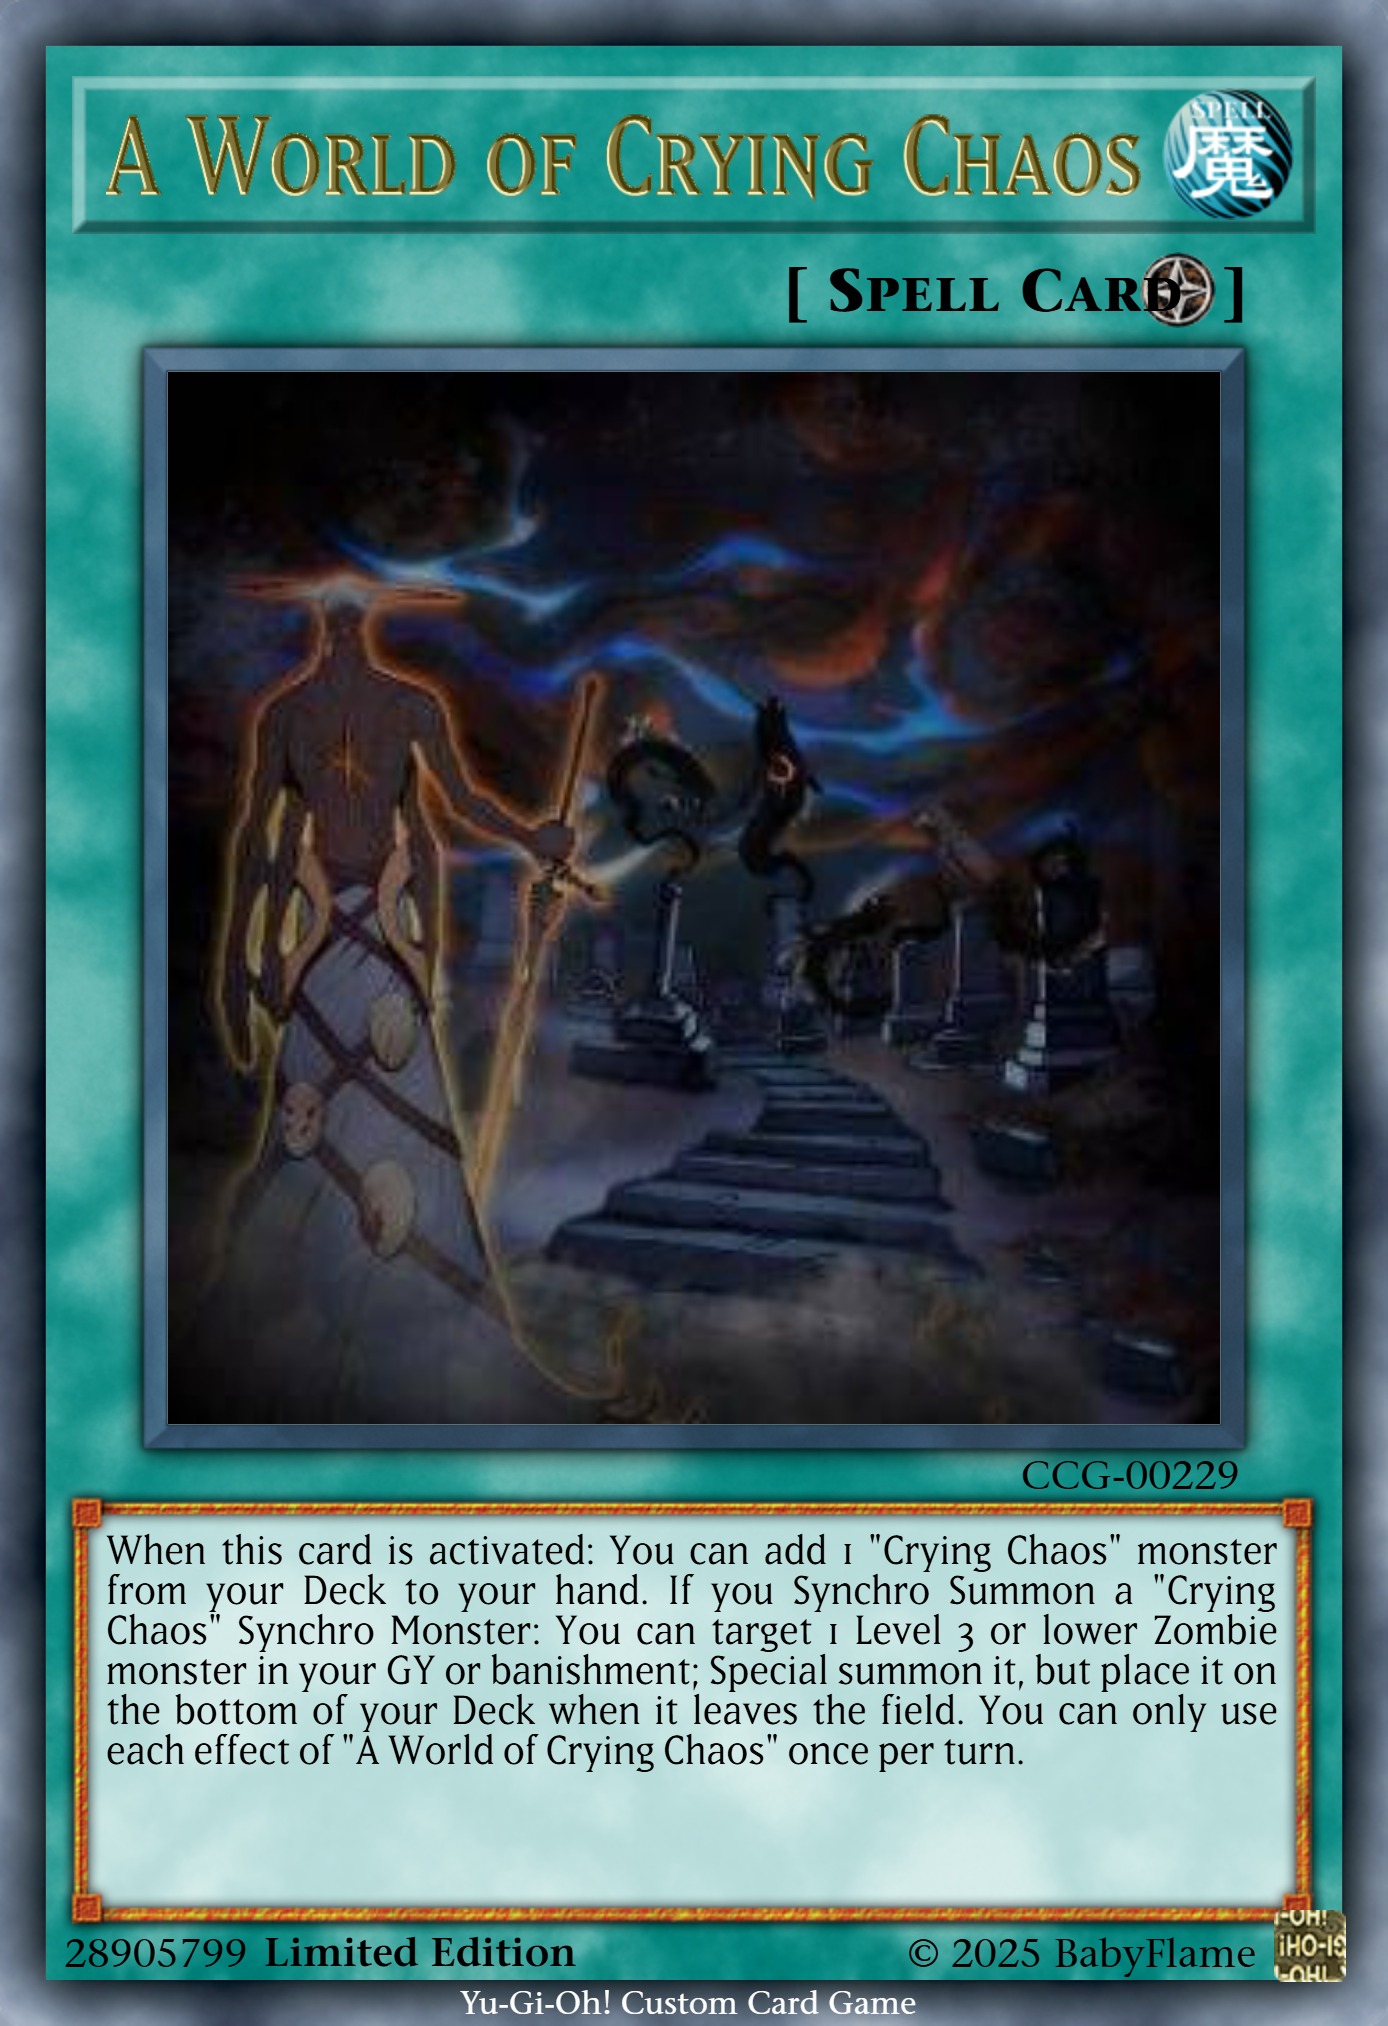 A World of Crying Chaos
SPELL
魔
[ Spell Card ]
CCG-00229
When this card is activated: You can add 1 "Crying Chaos" monster
from your Deck to your hand. If you Synchro Summon a "Crying
Chaos" Synchro Monster: You can target 1 Level 3 or lower Zombie
monster in your GY or banishment; Special summon it, but place it on
the bottom of your Deck when it leaves the field. You can only use
each effect of "A World of Crying Chaos" once per turn.
28905799 Limited Edition
© 2025 BabyFlame
Yu-Gi-Oh! Custom Card Game